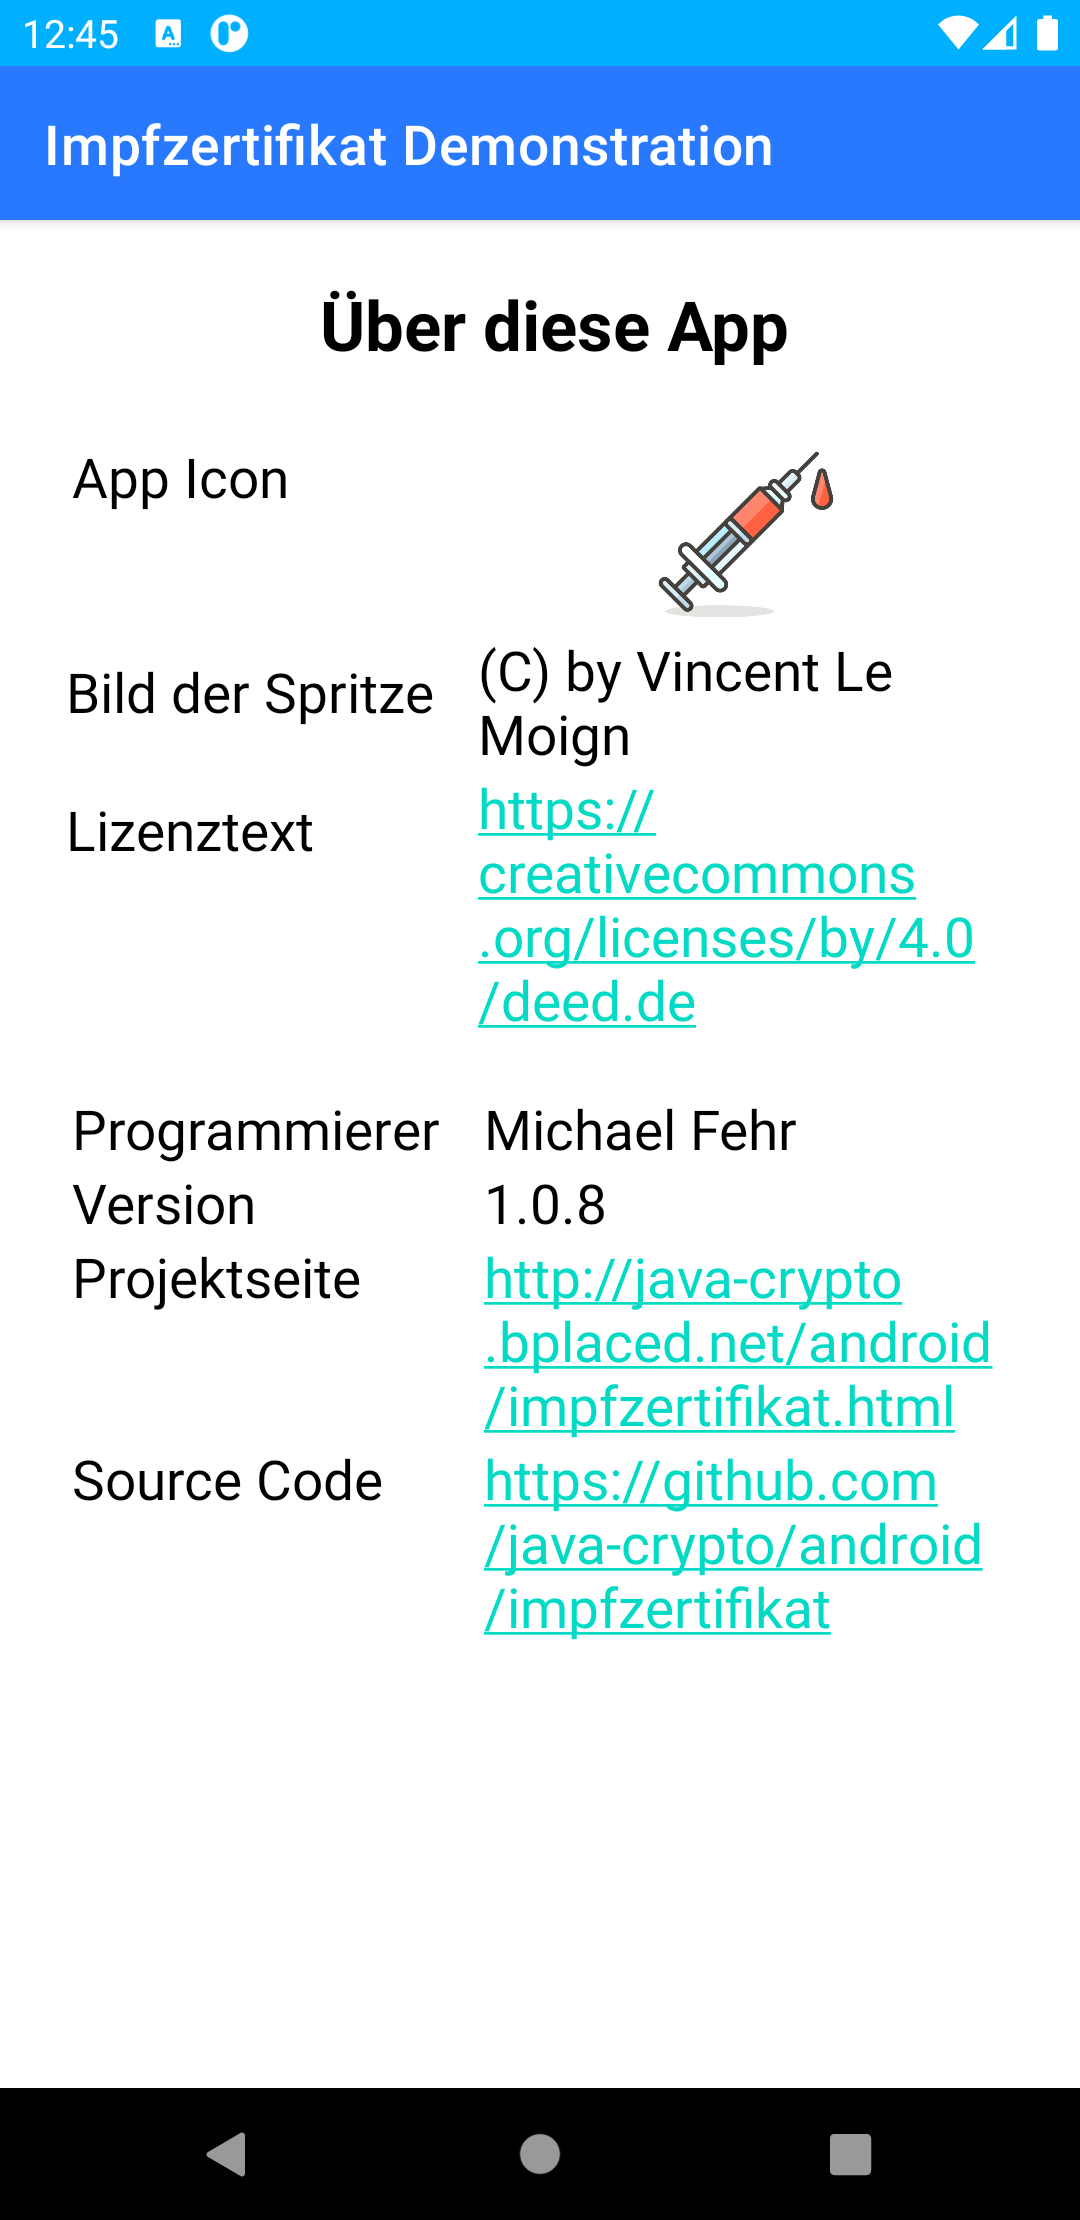 12:45
Impfzertifikat Demonstration
Über diese App
App Icon
Bild der Spritze
(C) by Vincent Le
Moign
Lizenztext
https://
creativecommons
.org/licenses/by/4.0
/deed.de
Programmierer
Michael Fehr
Version
1.0.8
Projektseite
http://java-crypto
.bplaced.net/android
/impfzertifikat.html
Source Code
https://github.com
/java-crypto/android
/impfzertifikat